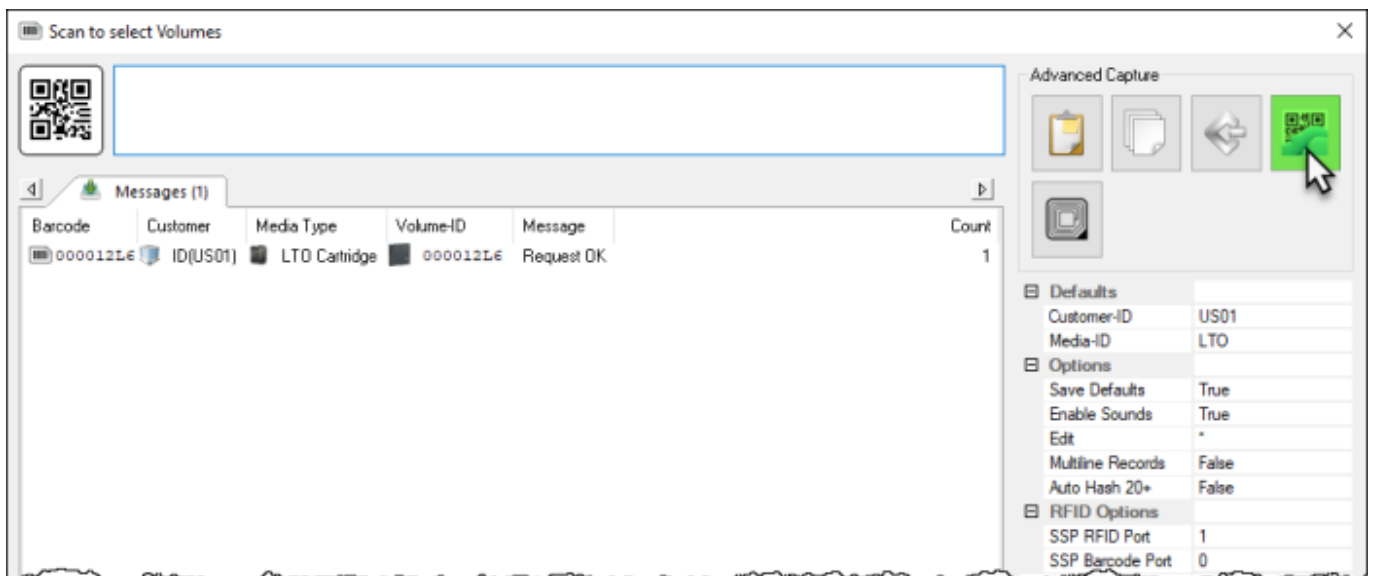 Scan to select Volumes
Advanced Capture
Messages (1)
Barcode Customer Media Type Volume-ID Message Count
000012L6 ID(US01) LTO Cartridge 000012L6 Request OK 1
Defaults
Customer-ID US01
Media-ID LTO
Options
Save Defaults True
Enable Sounds True
Edit *
Multiline Records False
Auto Hash 20+ False
RFID Options
SSP RFID Port 1
SSP Barcode Port 0